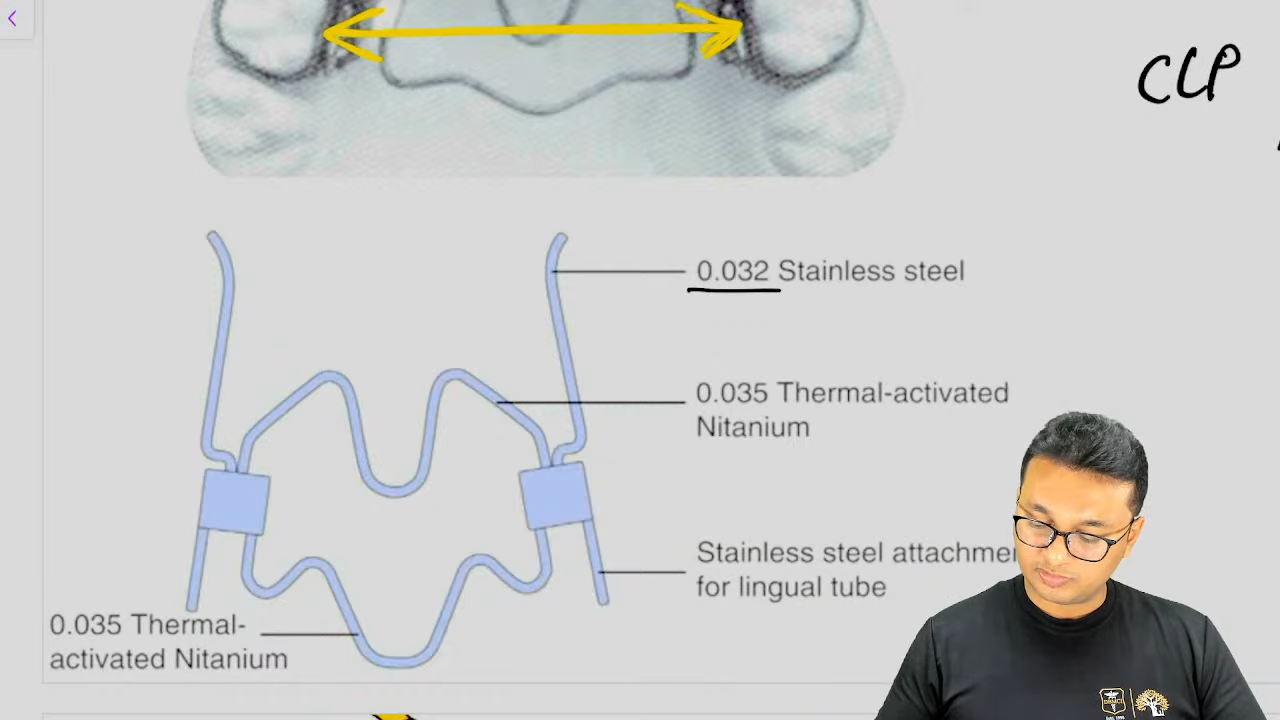 CLP
0.032 Stainless steel
0.035 Thermal-activated
Nitanium
Stainless steel
for lingual tube
0.035 Thermal-
activated Nitanium